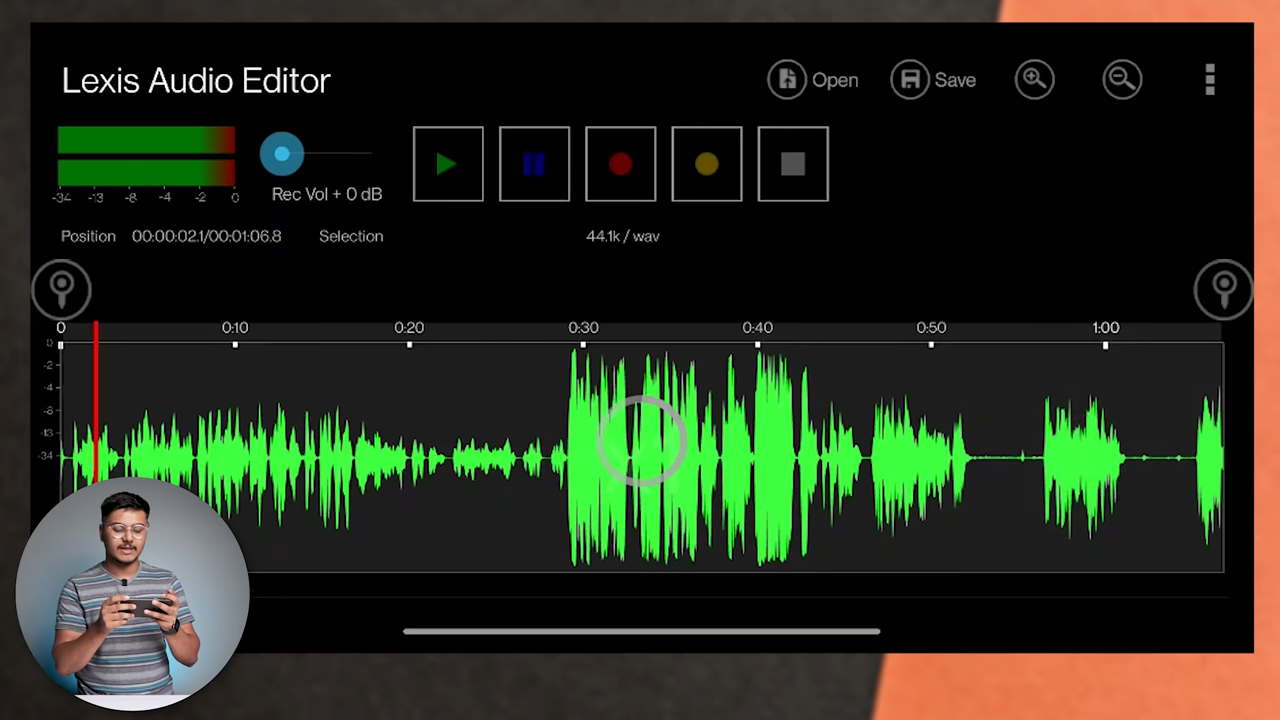 Lexis Audio Editor
Open
Save
-34 -13 -8 -4 -2 0
Rec Vol + 0 dB
Position 00:00:02.1/00:01:06.8 Selection 44.1k / wav
0 0:10 0:20 0:30 0:40 0:50 1:00
0
-2
-4
-8
-13
-34